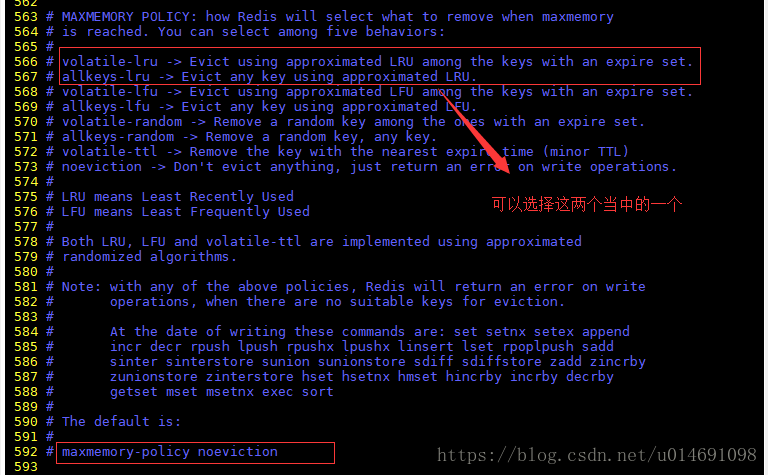 562
563 # MAXMEMORY POLICY: how Redis will select what to remove when maxmemory
564 # is reached. You can select among five behaviors:
565 #
566 # volatile-lru -> Evict using approximated LRU among the keys with an expire set.
567 # allkeys-lru -> Evict any key using approximated LRU.
568 # volatile-lfu -> Evict using approximated LFU among the keys with an expire set.
569 # allkeys-lfu -> Evict any key using approximated LFU.
570 # volatile-random -> Remove a random key among the ones with an expire set.
571 # allkeys-random -> Remove a random key, any key.
572 # volatile-ttl -> Remove the key with the nearest expire time (minor TTL)
573 # noeviction -> Don't evict anything, just return an error on write operations.
574 #
575 # LRU means Least Recently Used
可以选择这两个当中的一个
576 # LFU means Least Frequently Used
577 #
578 # Both LRU, LFU and volatile-ttl are implemented using approximated
579 # randomized algorithms.
580 #
581 # Note: with any of the above policies, Redis will return an error on write
582 #       operations, when there are no suitable keys for eviction.
583 #
584 #       At the date of writing these commands are: set setnx setex append
585 #       incr decr rpush lpush rpushx lpushx linsert lset rpoplpush sadd
586 #       sinter sinterstore sunion sunionstore sdiff sdiffstore zadd zincrby
587 #       zunionstore zinterstore hset hsetnx hmset hincrby incrby decrby
588 #       getset mset msetnx exec sort
589 #
590 # The default is:
591 #
592 # maxmemory-policy noeviction
https://blog.csdn.net/u014691098
593